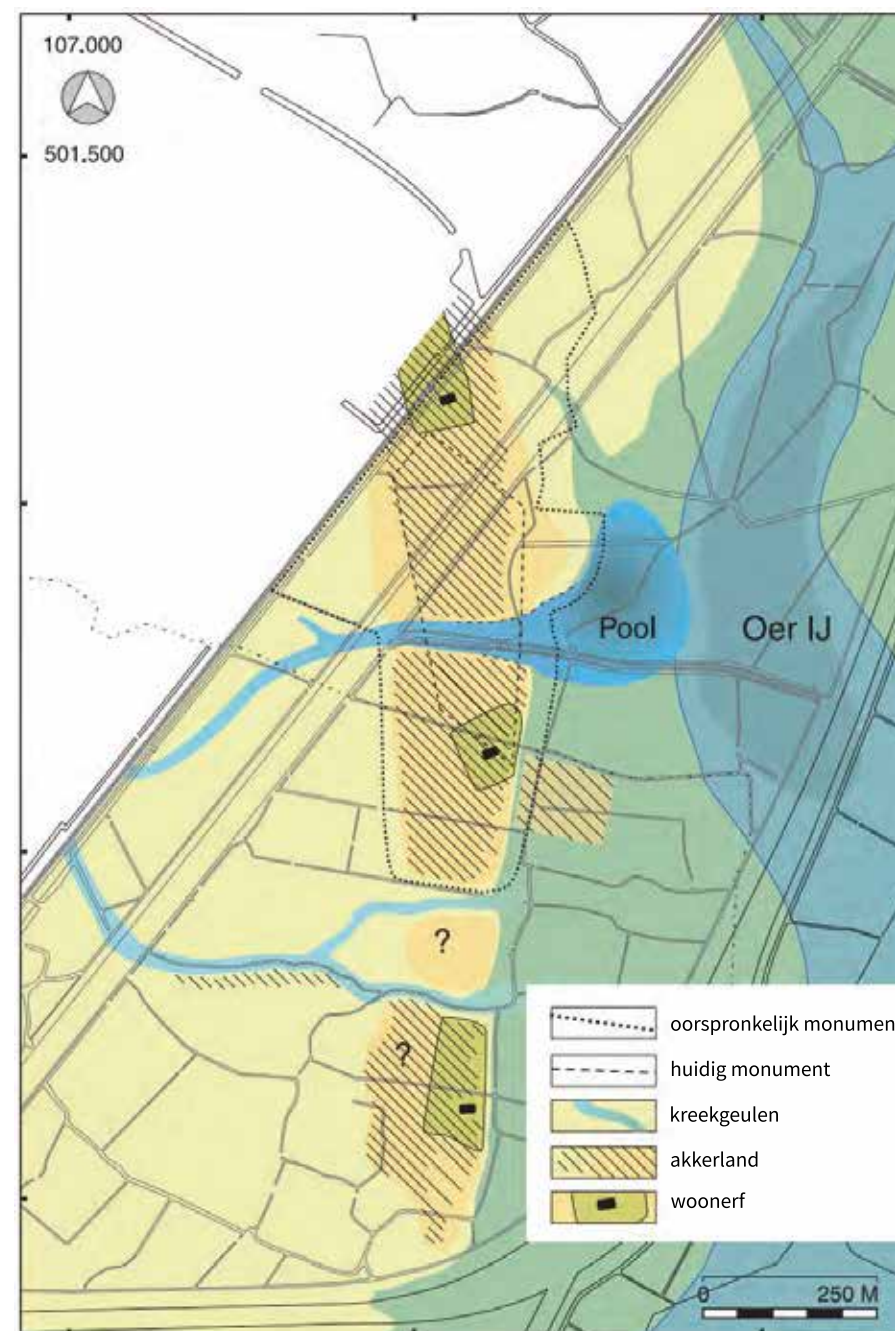 107.000
501.500
Pool
Oer IJ
?
?
oorspronkelijk monumen
huidig monument
kreekgeulen
akkerland
woonerf
0
250 M